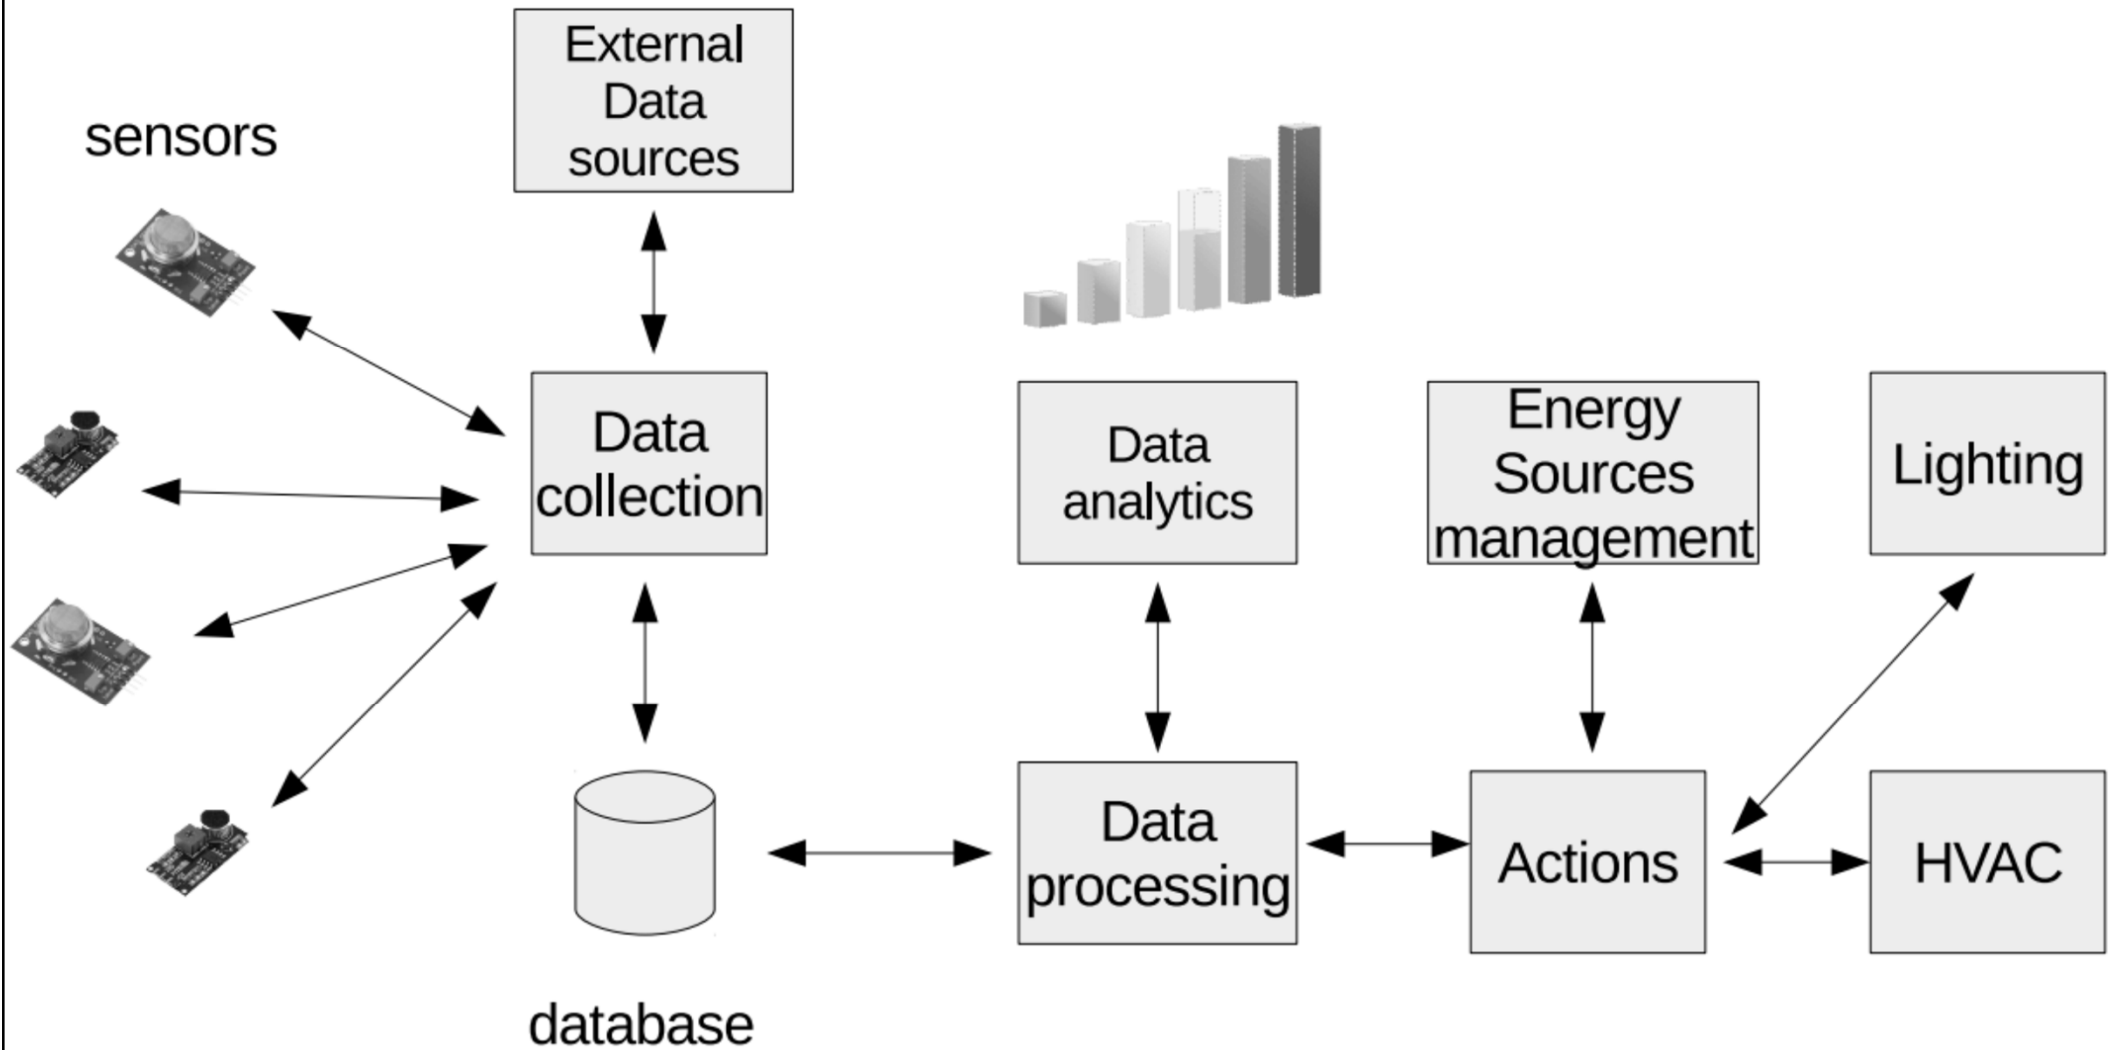 External
Data
sources
sensors
Data
collection
Data
analytics
Energy
Sources
management
Lighting
Data
processing
Actions
HVAC
database